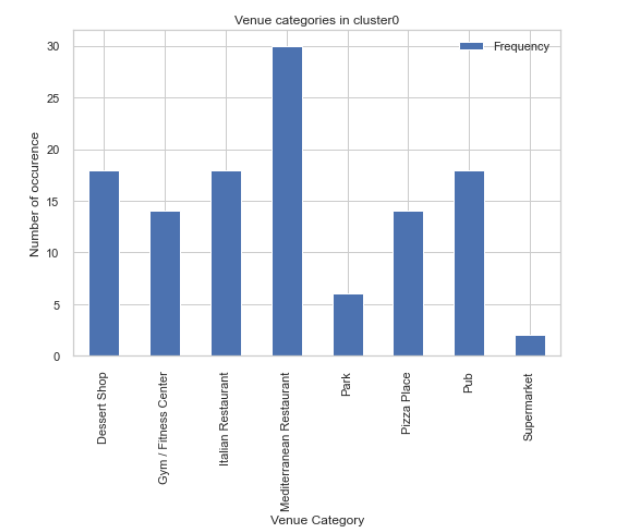 Venue categories in cluster0
Frequency
Number of occurence
30
25
20
15
10
5
0
Dessert Shop
Gym / Fitness Center
Italian Restaurant
Mediterranean Restaurant
Park
Pizza Place
Pub
Supermarket
Venue Category